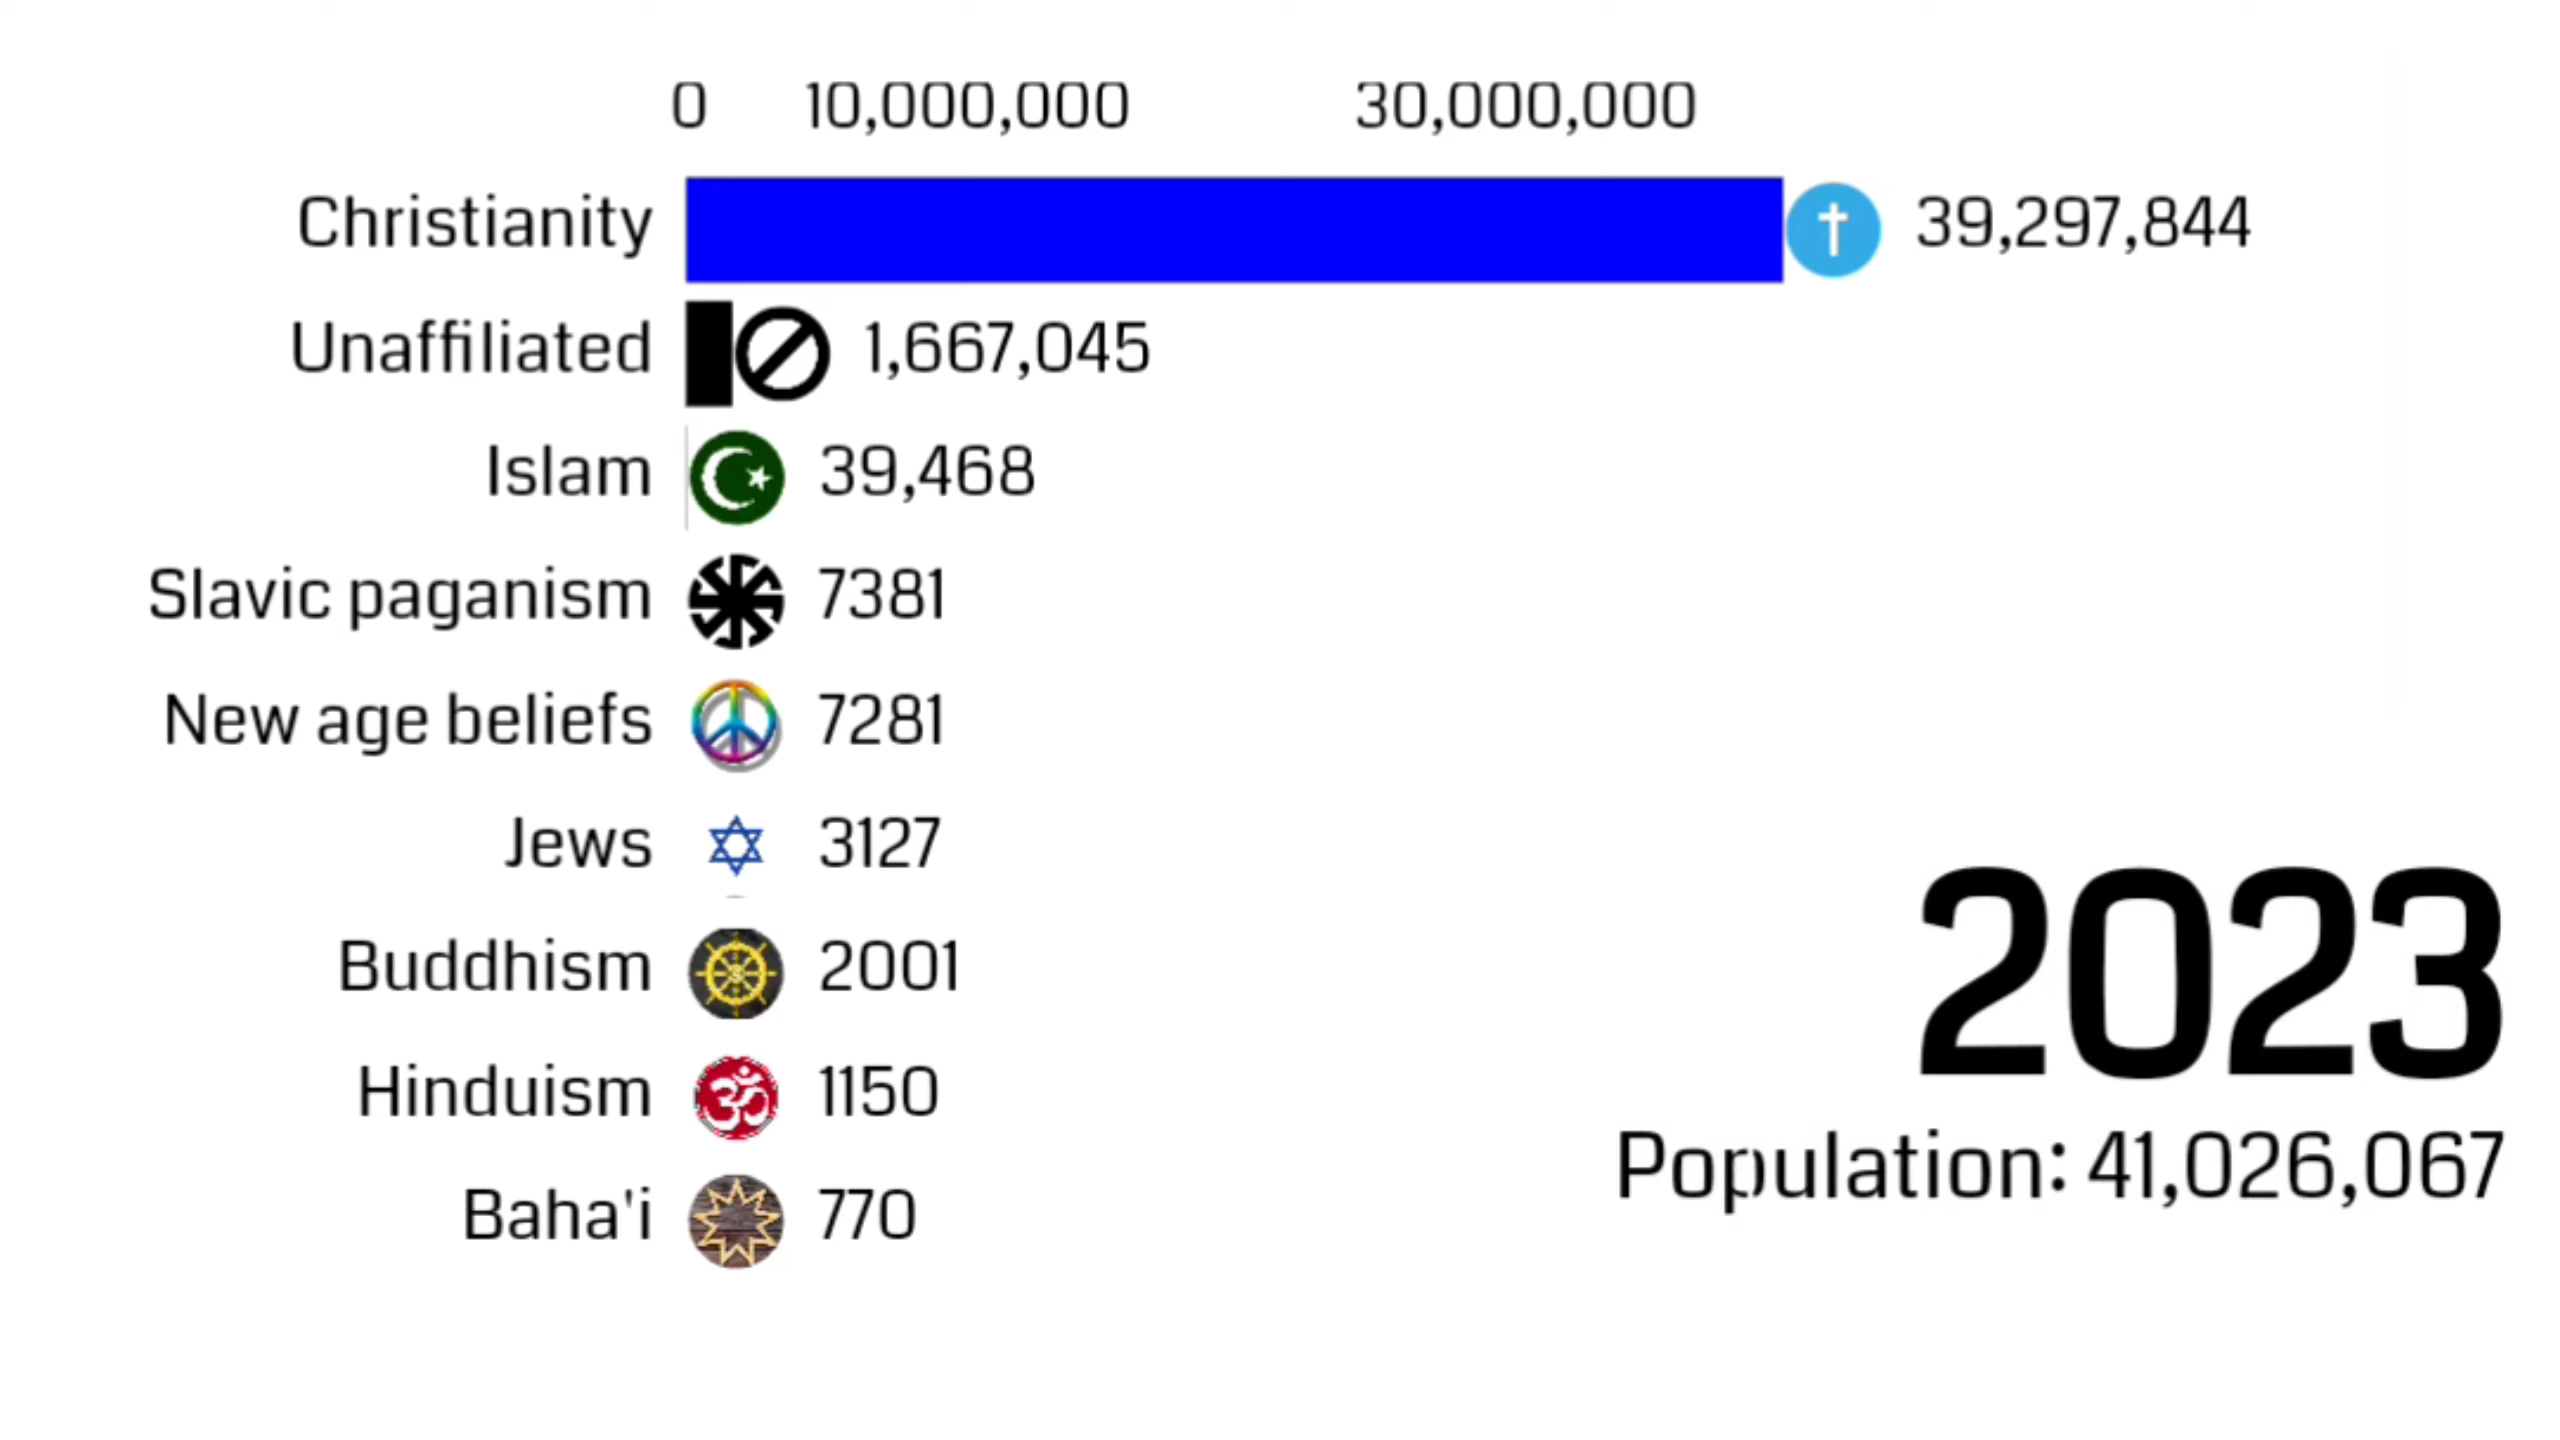 0 10,000,000 30,000,000
Christianity 39,297,844
Unaffiliated 1,667,045
Islam 39,468
Slavic paganism 7381
New age beliefs 7281
Jews 3127
Buddhism 2001
Hinduism 1150
Baha'i 770
2023
Population: 41,026,067